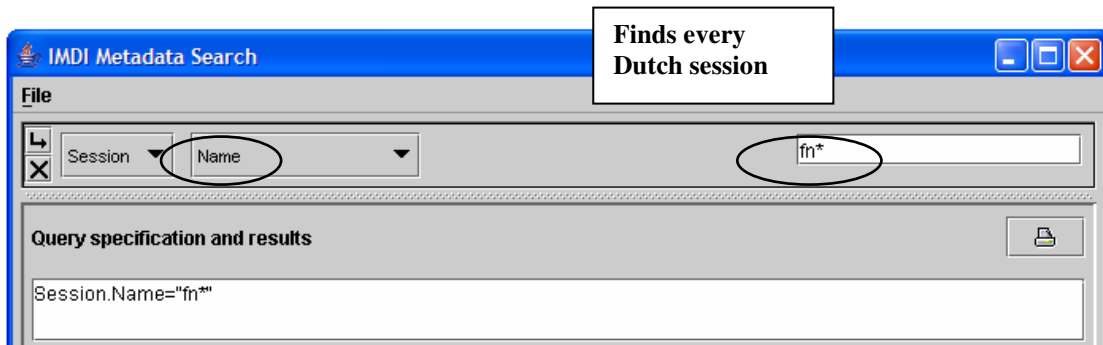 Finds every
Dutch session
IMDI Metadata Search
File
Session Name fn*
Query specification and results
Session.Name="fn*"